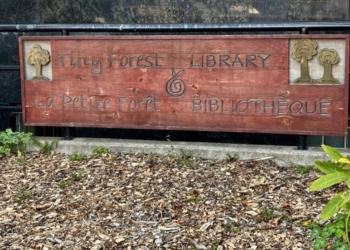 Tiny Forest LIBRARY
&
La Petite Forêt BIBLIOTHÈQUE